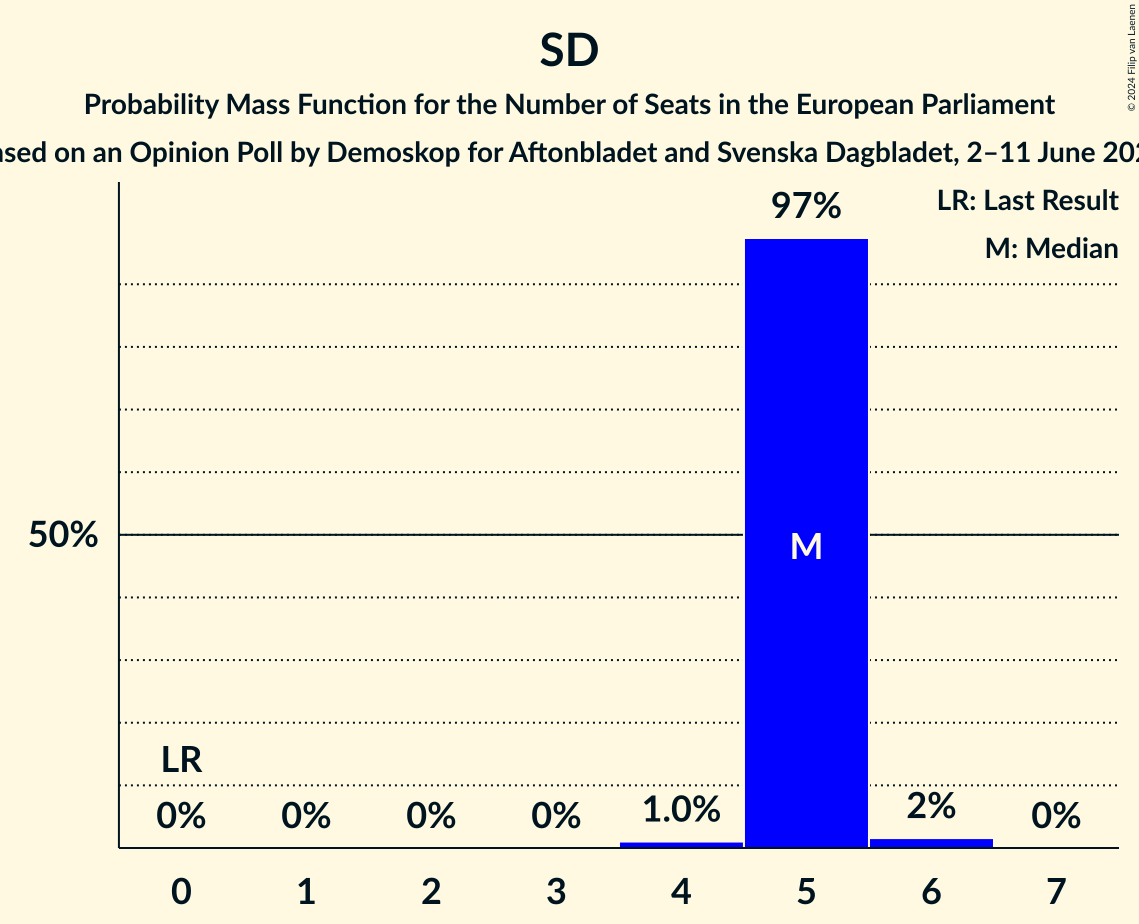 SD
Probability Mass Function for the Number of Seats in the European Parliament
on an Opinion Poll by Demoskop for Aftonbladet and Svenska Dagbladet, 2–11 June
© 2024 Filip van Laenen
LR: Last Result
M: Median
97%
50%
M
LR
0% 0% 0% 0% 1.0% 2% 0%
0 1 2 3 4 5 6 7